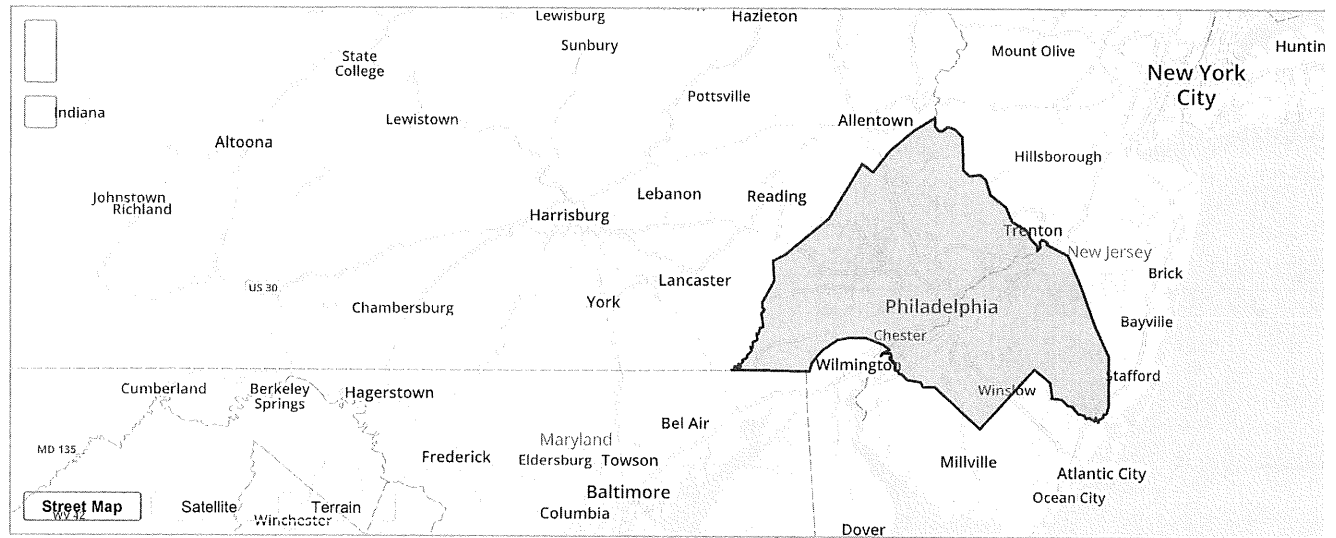 Lewisburg
Hazleton
Sunbury
State
College
Mount Olive
Huntin
New York
City
Indiana
Pottsville
Lewistown
Allentown
Altoona
Hillsborough
Johnstown
Richland
Lebanon
Reading
Harrisburg
Trenton
New Jersey
Brick
Lancaster
US 30
York
Chambersburg
Philadelphia
Bayville
Chester
Wilmington
Stafford
Cumberland
Berkeley
Springs
Hagerstown
Winslow
Bel Air
Maryland
MD 135
Frederick
Eldersburg
Towson
Millville
Atlantic City
Baltimore
Ocean City
Street Map
Satellite
Terrain
WV 42
Winchester
Columbia
Dover